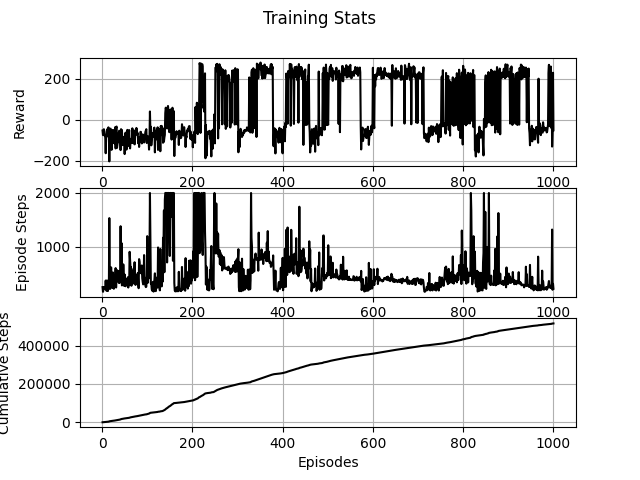 Training Stats
200
0
−200
Reward
0 200 400 600 800 1000
2000
1000
Episode Steps
0 200 400 600 800 1000
400000
200000
0
Cumulative Steps
0 200 400 600 800 1000
Episodes